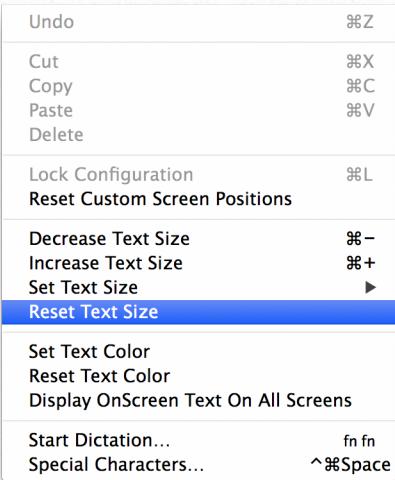 Undo ⌘Z
Cut ⌘X
Copy ⌘C
Paste ⌘V
Delete
Lock Configuration ⌘L
Reset Custom Screen Positions
Decrease Text Size ⌘−
Increase Text Size ⌘+
Set Text Size ▶
Reset Text Size
Set Text Color
Reset Text Color
Display OnScreen Text On All Screens
Start Dictation… fn fn
Special Characters… ^⌘Space